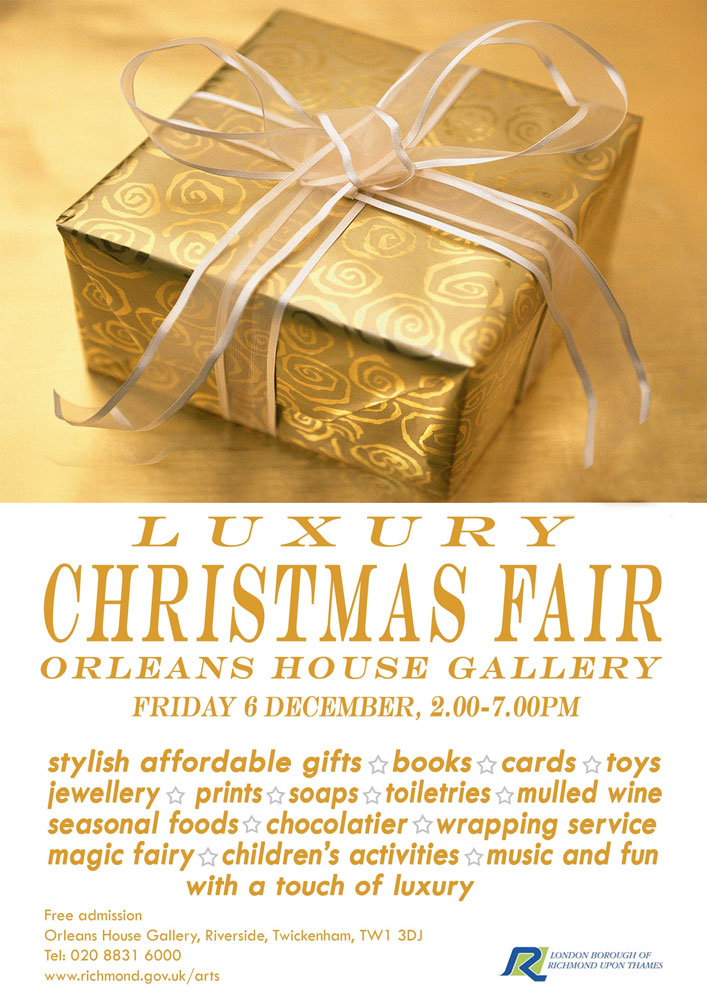 LUXURY
CHRISTMAS FAIR
ORLEANS HOUSE GALLERY
FRIDAY 6 DECEMBER, 2.00-7.00PM
stylish affordable gifts ☆ books ☆ cards ☆ toys
jewellery ☆ prints ☆ soaps ☆ toiletries ☆ mulled wine
seasonal foods ☆ chocolatier ☆ wrapping service
magic fairy ☆ children's activities ☆ music and fun
with a touch of luxury
Free admission
Orleans House Gallery, Riverside, Twickenham, TW1 3DJ
Tel: 020 8831 6000
www.richmond.gov.uk/arts
LONDON BOROUGH OF
RICHMOND UPON THAMES